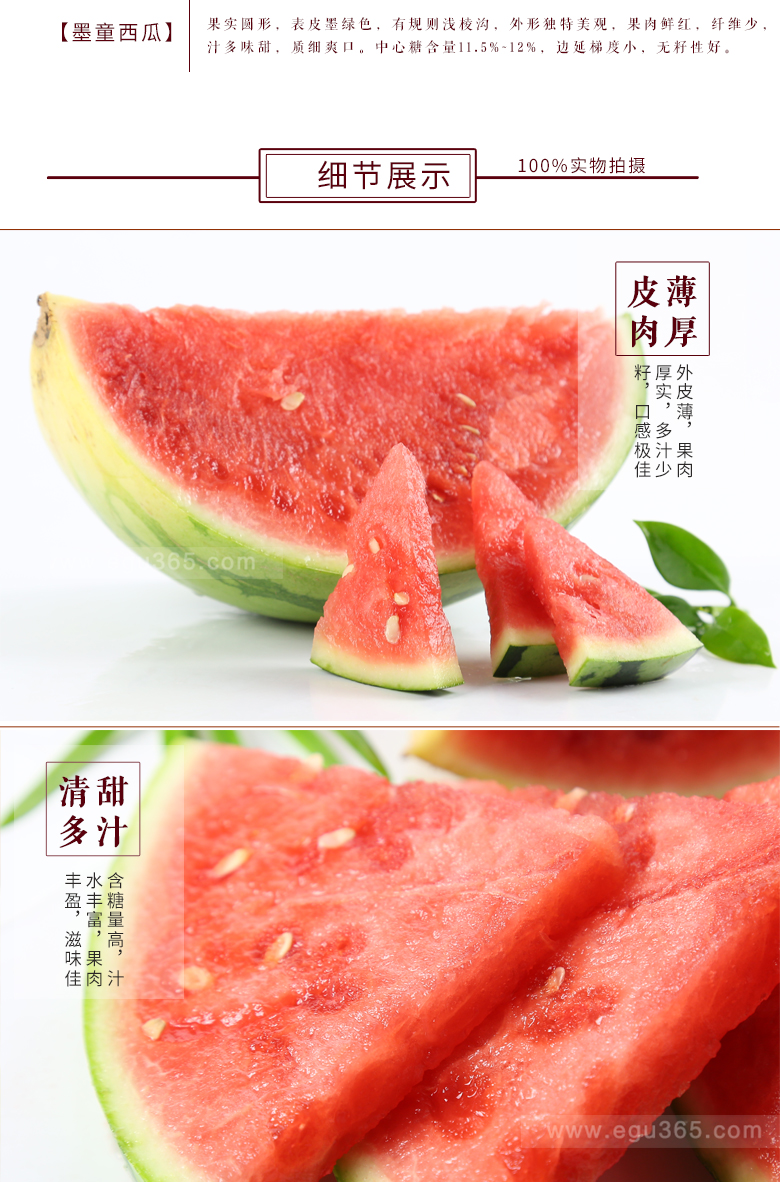 【墨童西瓜】
果实圆形，表皮墨绿色，有规则浅棱沟，外形独特美观，果肉鲜红，纤维少，
汁多味甜，质细爽口。中心糖含量11.5%-12%，边延梯度小，无籽性好。
细节展示
100%实物拍摄
皮薄
肉厚
外皮薄，果肉
厚实，多汁少
籽，口感极佳
gu365.com
清甜
多汁
含糖量高，汁
水丰富，果肉
丰盈，滋味佳
www.egu365.com